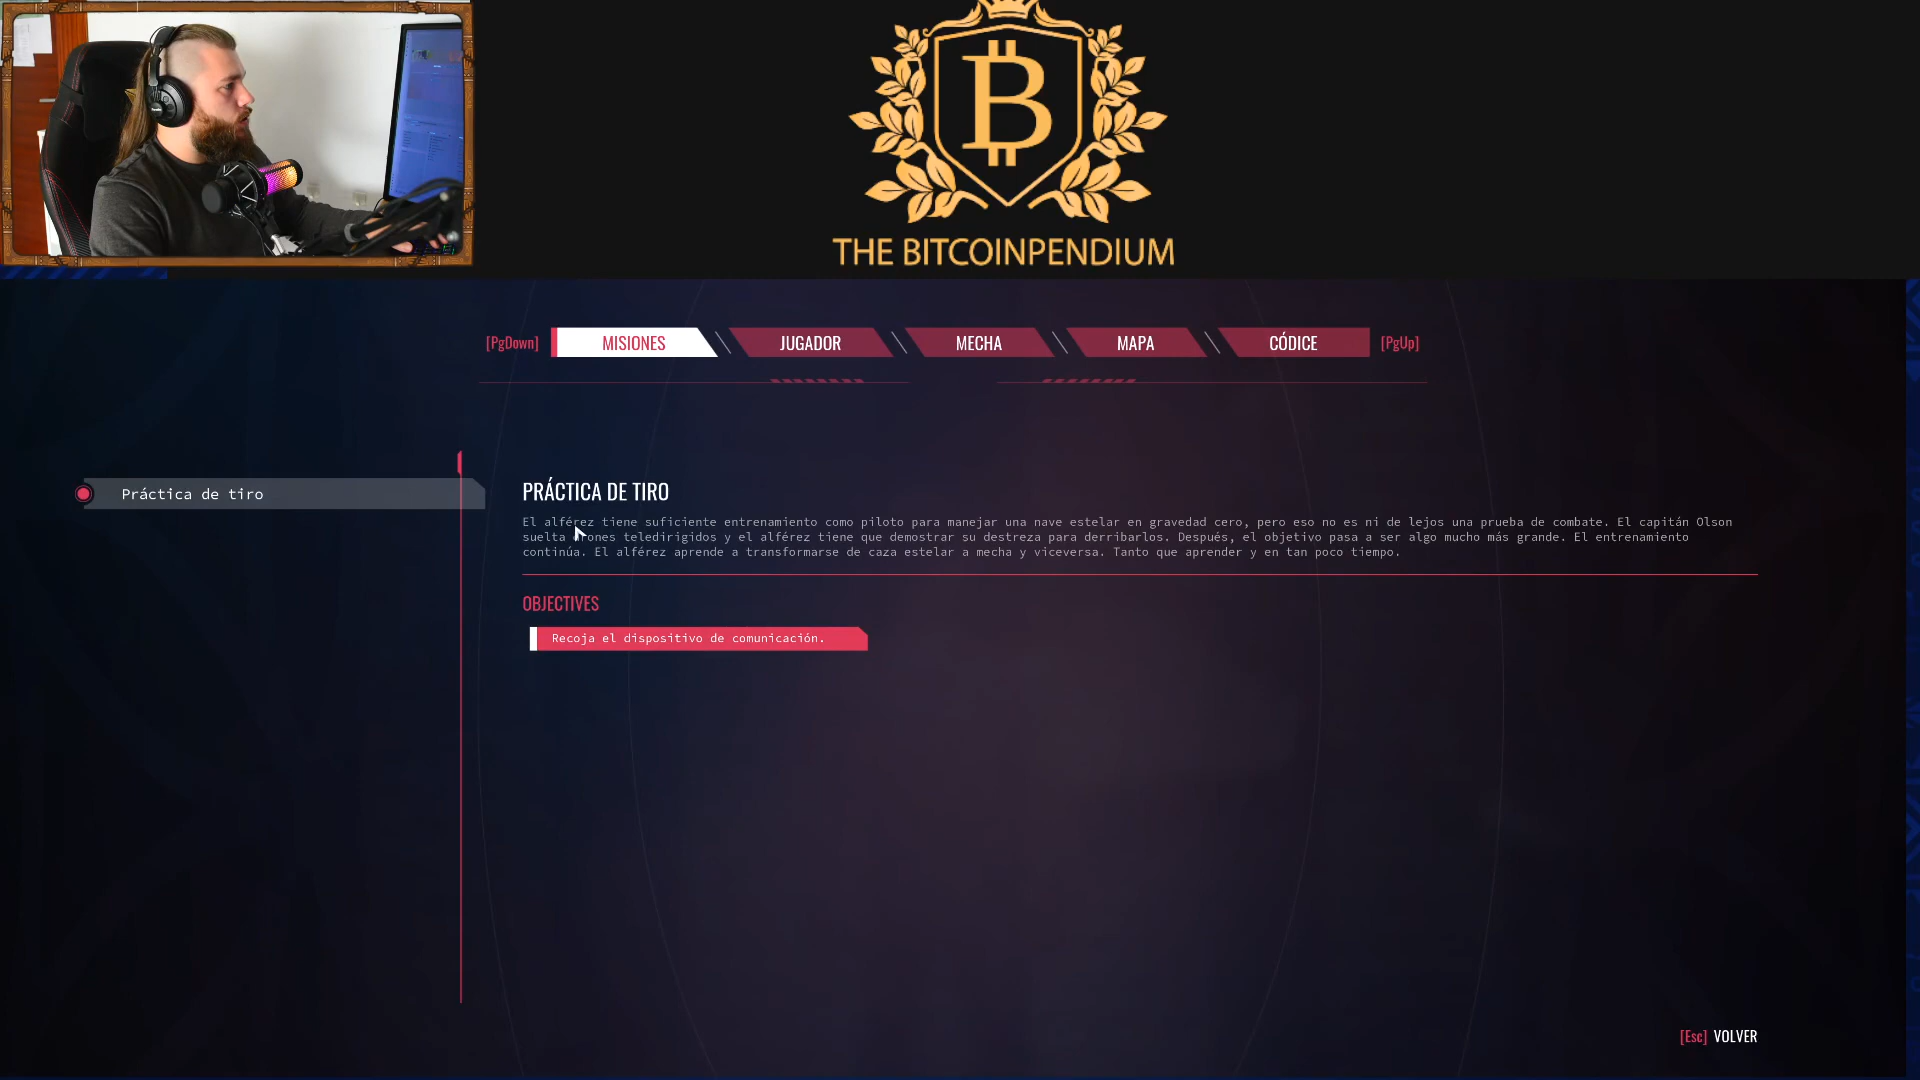 THE BITCOINPENDIUM
[PgDown] MISIONES JUGADOR MECHA MAPA CÓDICE [PgUp]
Práctica de tiro
PRÁCTICA DE TIRO
El alférez tiene suficiente entrenamiento como piloto para manejar una nave estelar en gravedad cero, pero eso no es ni de lejos una prueba de combate. El capitán Olson
suelta drones teledirigidos y el alférez tiene que demostrar su destreza para derribarlos. Después, el objetivo pasa a ser algo mucho más grande. El entrenamiento
continúa. El alférez aprende a transformarse de caza estelar a mecha y viceversa. Tanto que aprender y en tan poco tiempo.
OBJECTIVES
Recoja el dispositivo de comunicación.
[Esc] VOLVER